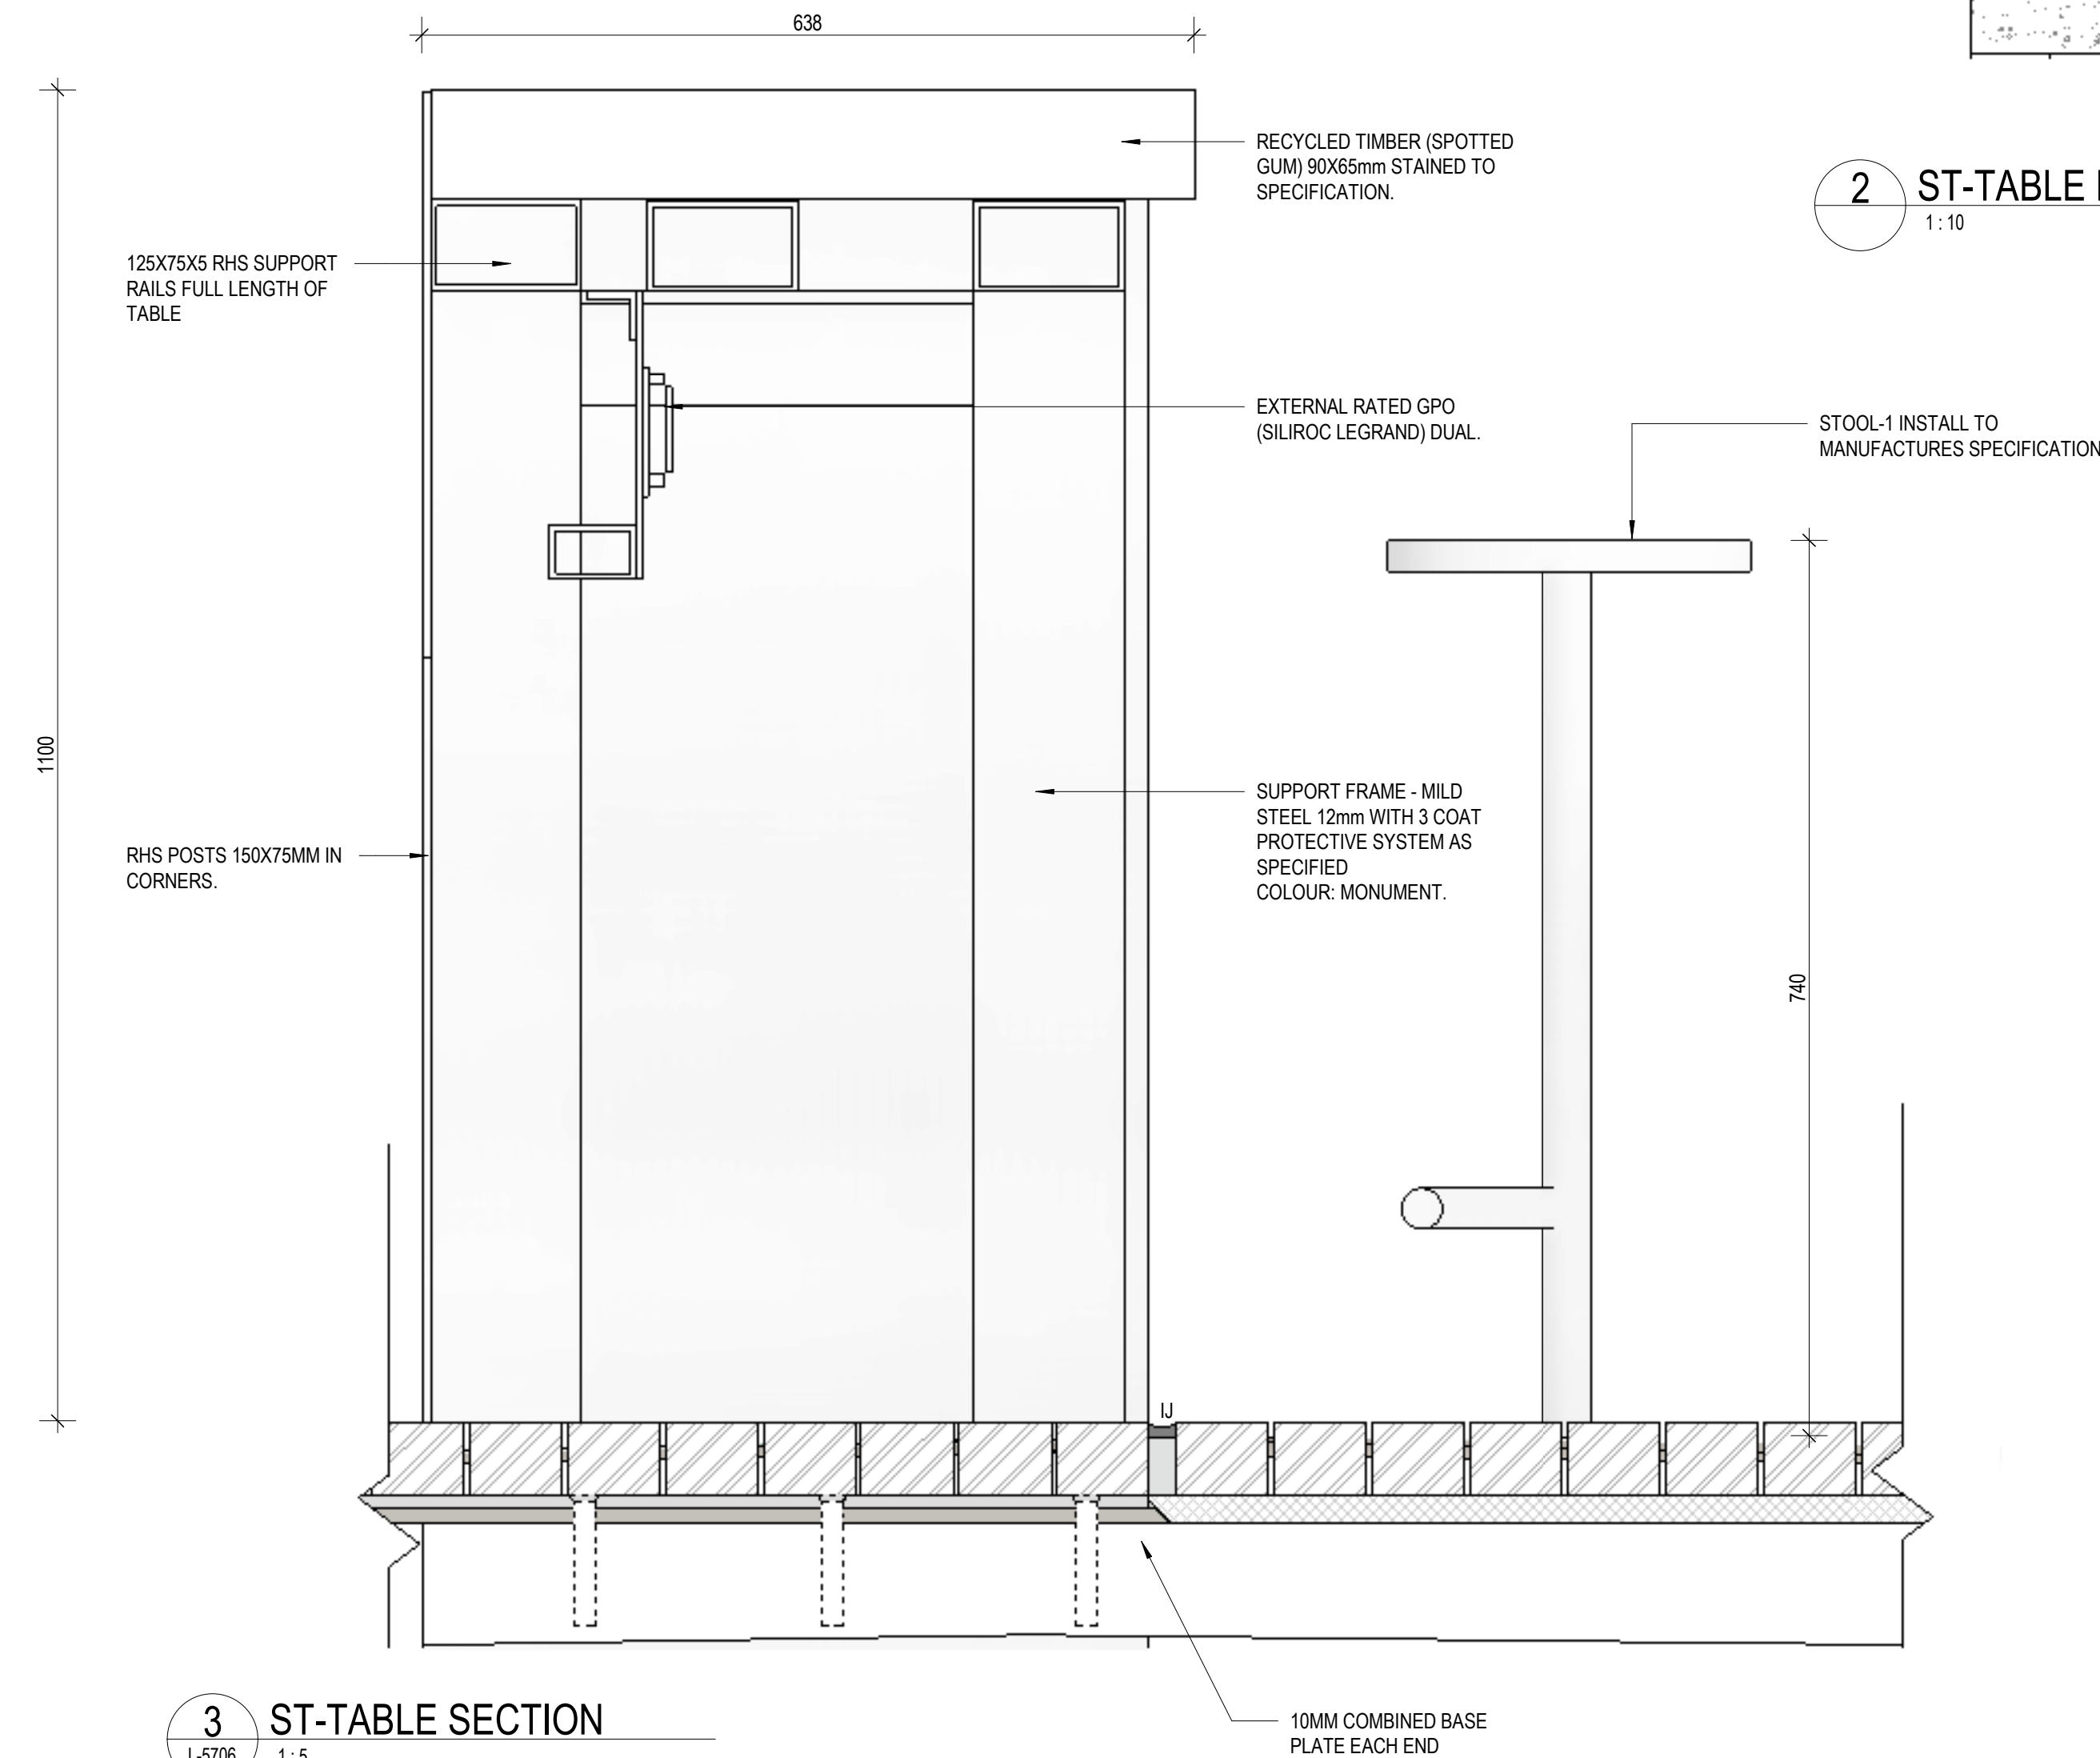 638
RECYCLED TIMBER (SPOTTED
GUM) 90X65mm STAINED TO
SPECIFICATION.
2
ST-TABLE
1 : 10
125X75X5 RHS SUPPORT
RAILS FULL LENGTH OF
TABLE
EXTERNAL RATED GPO
(SILIROC LEGRAND) DUAL.
STOOL-1 INSTALL TO
MANUFACTURES SPECIFICATION
1100
SUPPORT FRAME - MILD
STEEL 12mm WITH 3 COAT
PROTECTIVE SYSTEM AS
SPECIFIED
COLOUR: MONUMENT.
RHS POSTS 150X75MM IN
CORNERS.
740
IJ
3
ST-TABLE SECTION
L-5706
1 : 5
10MM COMBINED BASE
PLATE EACH END